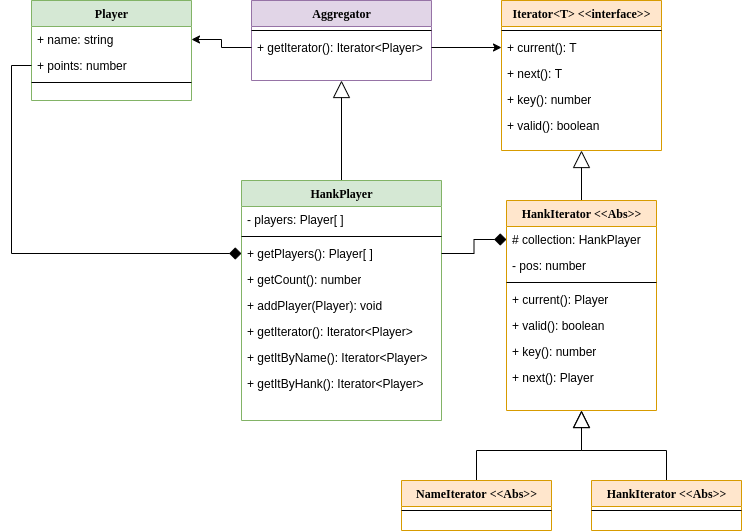 Player
+ name: string
+ points: number
Aggregator
+ getIterator(): Iterator<Player>
Iterator<T> <<interface>>
+ current(): T
+ next(): T
+ key(): number
+ valid(): boolean
HankPlayer
- players: Player[ ]
+ getPlayers(): Player[ ]
+ getCount(): number
+ addPlayer(Player): void
+ getIterator(): Iterator<Player>
+ getItByName(): Iterator<Player>
+ getItByHank(): Iterator<Player>
HankIterator <<Abs>>
# collection: HankPlayer
- pos: number
+ current(): Player
+ valid(): boolean
+ key(): number
+ next(): Player
NameIterator <<Abs>>
HankIterator <<Abs>>